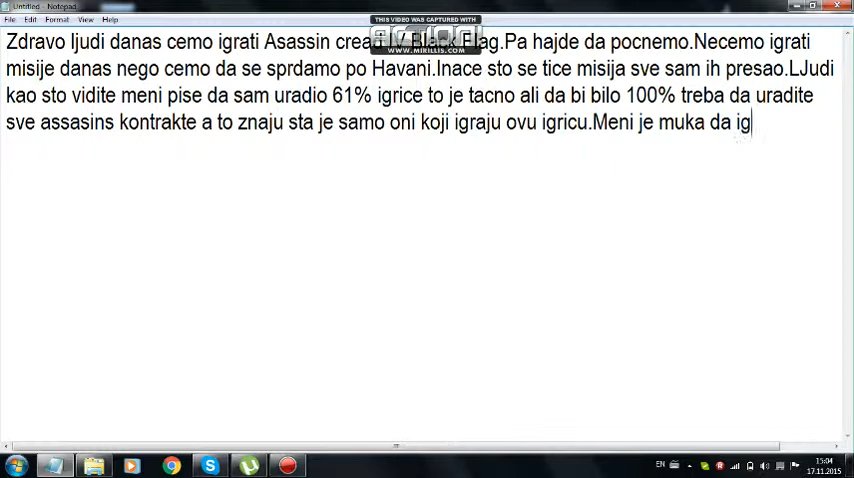 Untitled - Notepad
File Edit Format View Help
THIS VIDEO WAS CAPTURED WITH
WWW.MIRILLIS.COM
Zdravo ljudi danas cemo igrati Asassin creed Iv Black Flag.Pa hajde da pocnemo.Necemo igrati
misije danas nego cemo da se sprdamo po Havani.Inace sto se tice misija sve sam ih presao.LJudi
kao sto vidite meni pise da sam uradio 61% igrice to je tacno ali da bi bilo 100% treba da uradite
sve assasins kontrakte a to znaju sta je samo oni koji igraju ovu igricu.Meni je muka da ig
EN
15:04
17.11.2015